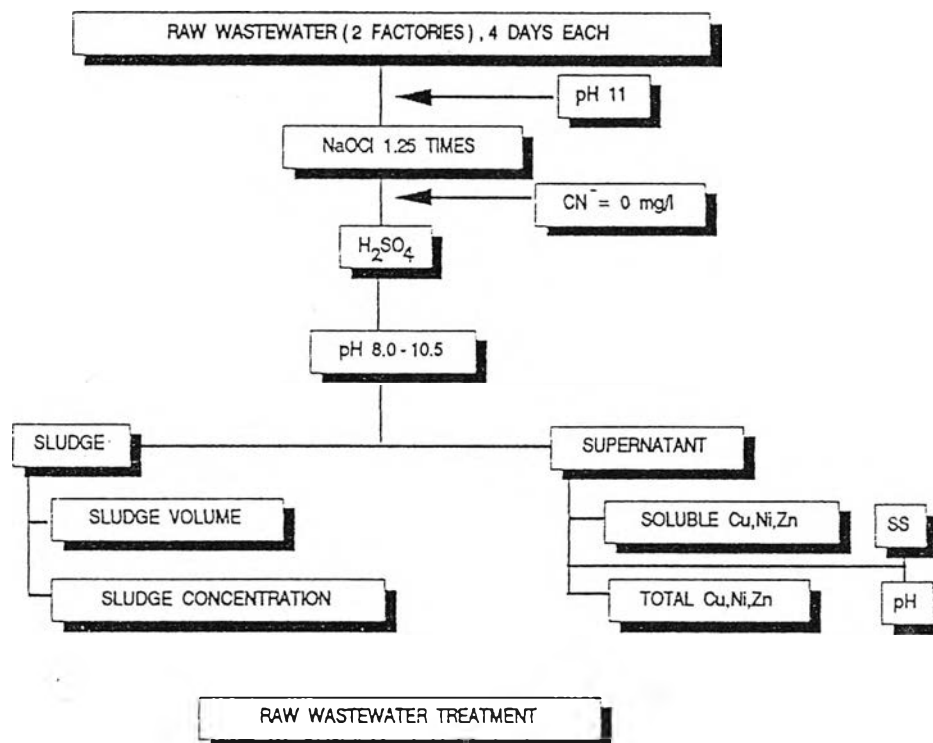 RAW WASTEWATER (2 FACTORIES), 4 DAYS EACH
pH 11
NaOCl 1.25 TIMES
CN⁻ = 0 mg/l
H₂SO₄
pH 8.0 - 10.5
SLUDGE
SUPERNATANT
SLUDGE VOLUME
SOLUBLE Cu,Ni,Zn
SS
SLUDGE CONCENTRATION
TOTAL Cu,Ni,Zn
pH
RAW WASTEWATER TREATMENT